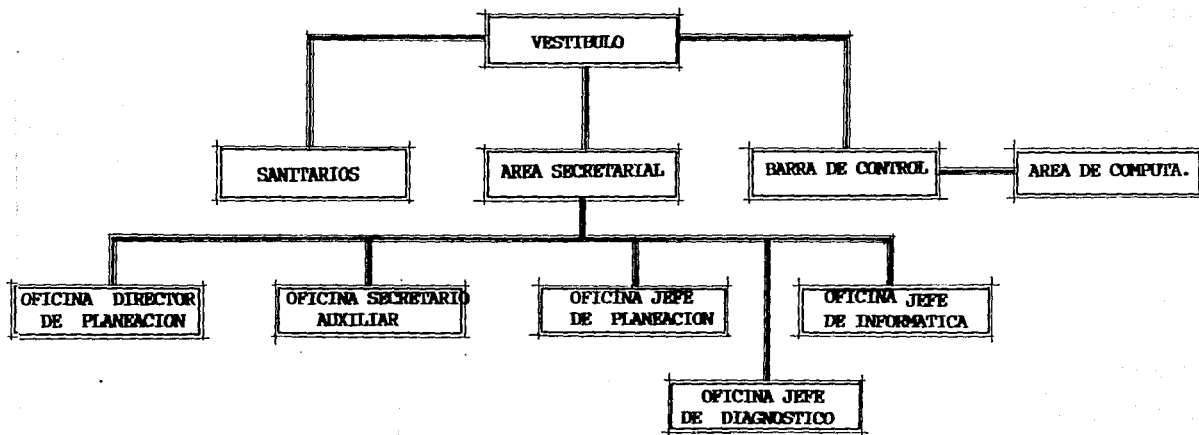 VESTIBULO
SANITARIOS
AREA SECRETARIAL
BARRA DE CONTROL
AREA DE COMPUTA.
OFICINA DIRECTOR
DE PLANEACION
OFICINA SECRETARIO
AUXILIAR
OFICINA JEFE
DE PLANEACION
OFICINA JEFE
DE INFORMATICA
OFICINA JEFE
DE DIAGNOSTICO